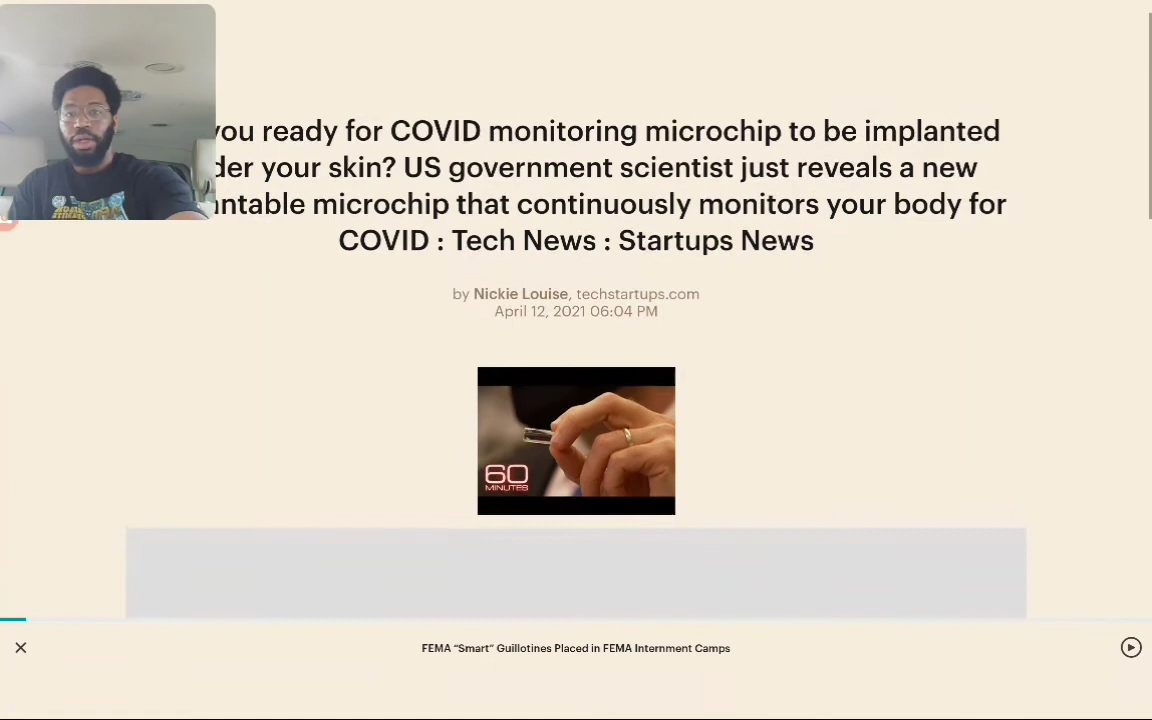 you ready for COVID monitoring microchip to be implanted
der your skin? US government scientist just reveals a new
antable microchip that continuously monitors your body for
COVID : Tech News : Startups News
by Nickie Louise, techstartups.com
April 12, 2021 06:04 PM
60
MINUTES
FEMA “Smart” Guillotines Placed in FEMA Internment Camps